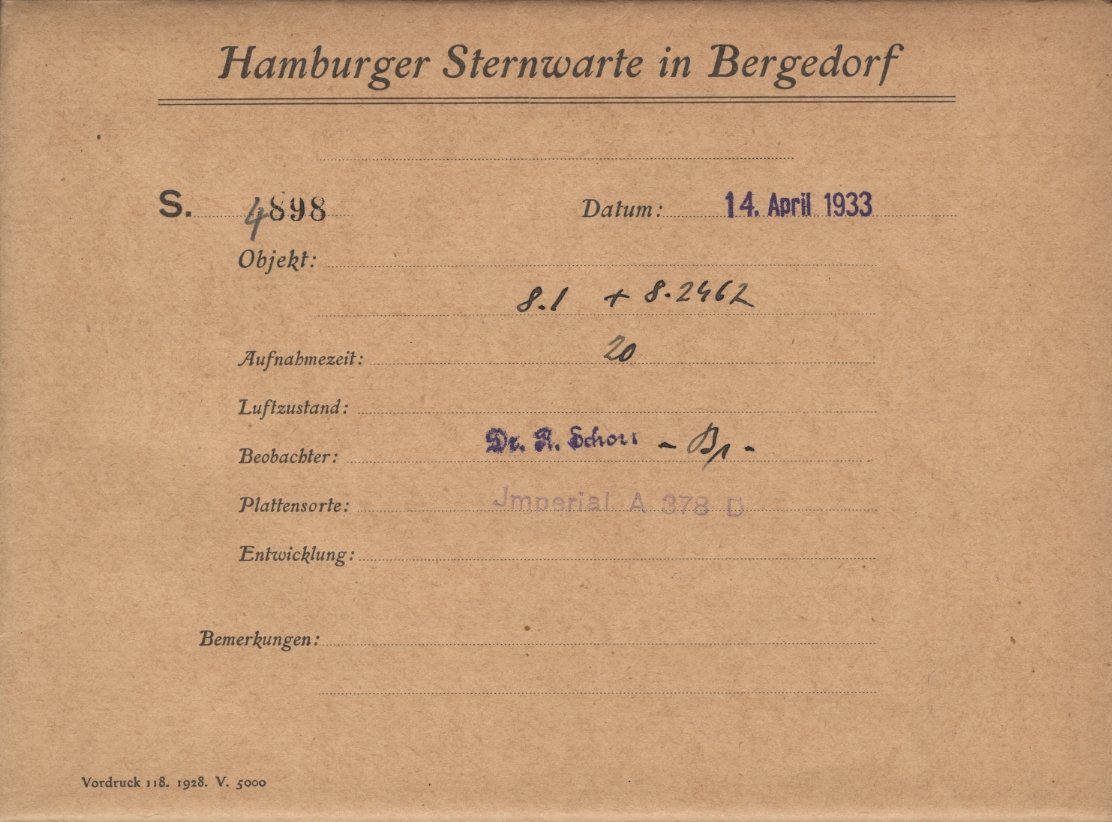 Hamburger Sternwarte in Bergedorf
S. 4898 Datum: 14. April 1933
Objekt:
8.1 + 8.2462
Aufnahmezeit: 20
Luftzustand:
Beobachter: Dr. R. Schorr -
Plattensorte: Jmperial A 378 D
Entwicklung:
Bemerkungen:
Vordruck 118. 1928. V. 5000